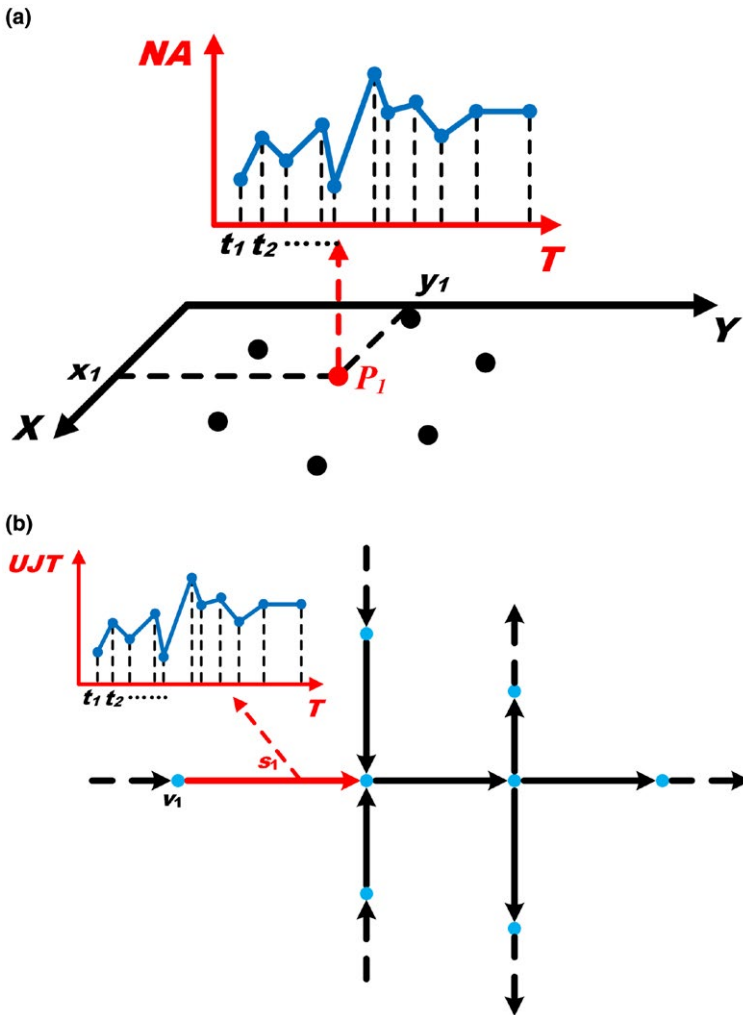 (a)
NA
t₁ t₂ ........
T
y₁
Y
x₁
P₁
X
(b)
UJT
t₁ t₂ ........
T
s₁
v₁